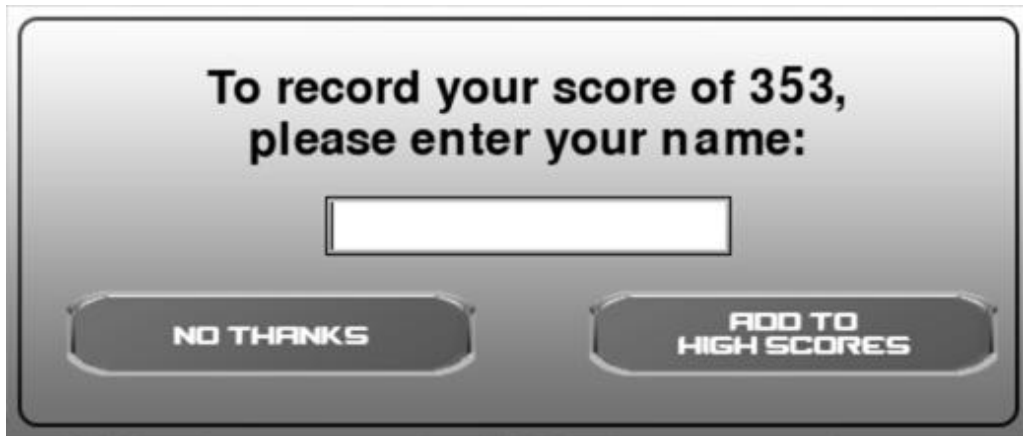 To record your score of 353,
please enter your name:
NO THANKS
ADD TO
HIGH SCORES